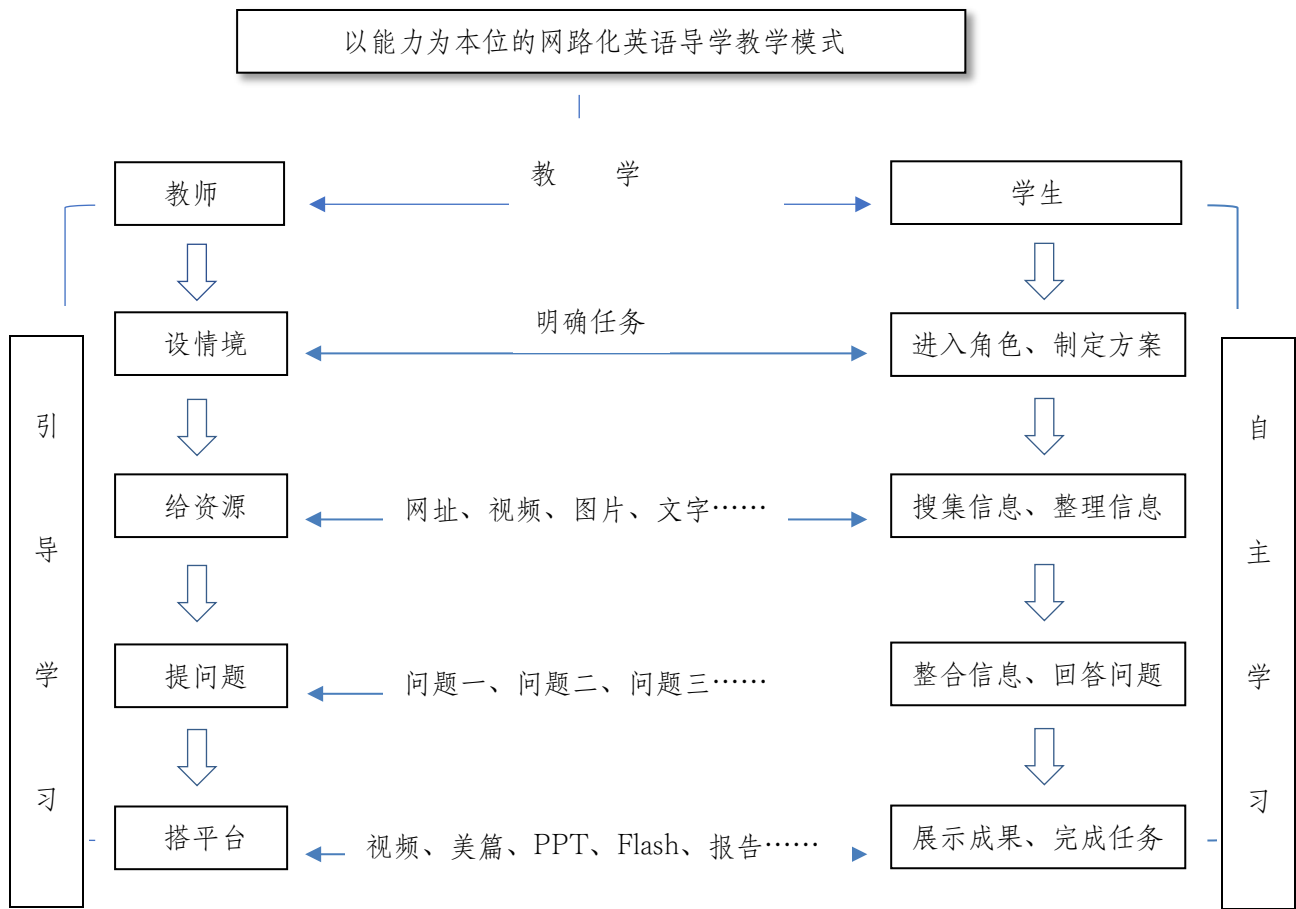 以能力为本位的网路化英语导学教学模式
教师
教 学
学生
设情境
明确任务
进入角色、制定方案
引导学习
自主学习
给资源
网址、视频、图片、文字……
搜集信息、整理信息
提问题
问题一、问题二、问题三……
整合信息、回答问题
搭平台
视频、美篇、PPT、Flash、报告……
展示成果、完成任务